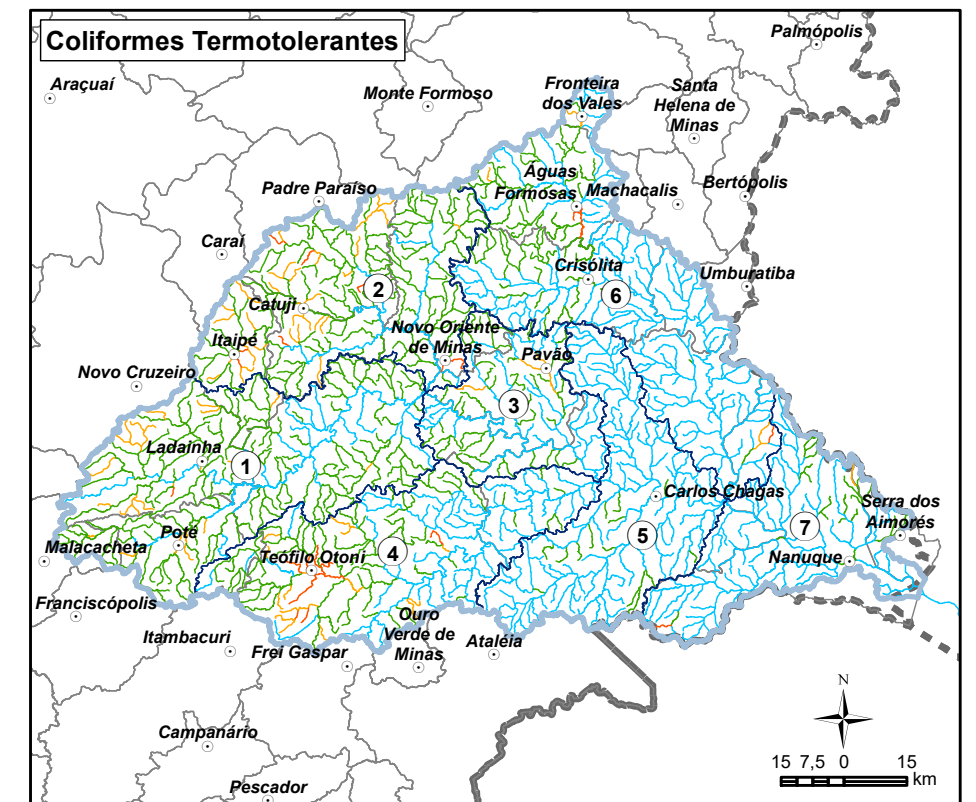 Coliformes Termotolerantes
Palmópolis
Araçuaí
Monte Formoso
Fronteira
dos Vales
Santa
Helena de
Minas
Padre Paraíso
Águas
Formosas
Machacalis
Bertópolis
Caraí
Crisólita
Umburatiba
2
6
Catuji
Itaipé
Novo Oriente
de Minas
Pavão
Novo Cruzeiro
3
Ladainha
1
Carlos Chagas
Serra dos
Aimorés
Poté
4
5
7
Malacacheta
Teófilo Otoni
Nanuque
Franciscópolis
Ouro
Verde de
Minas
Itambacuri
Frei Gaspar
Ataléia
N
Campanário
15 7,5 0 15
km
Pescador